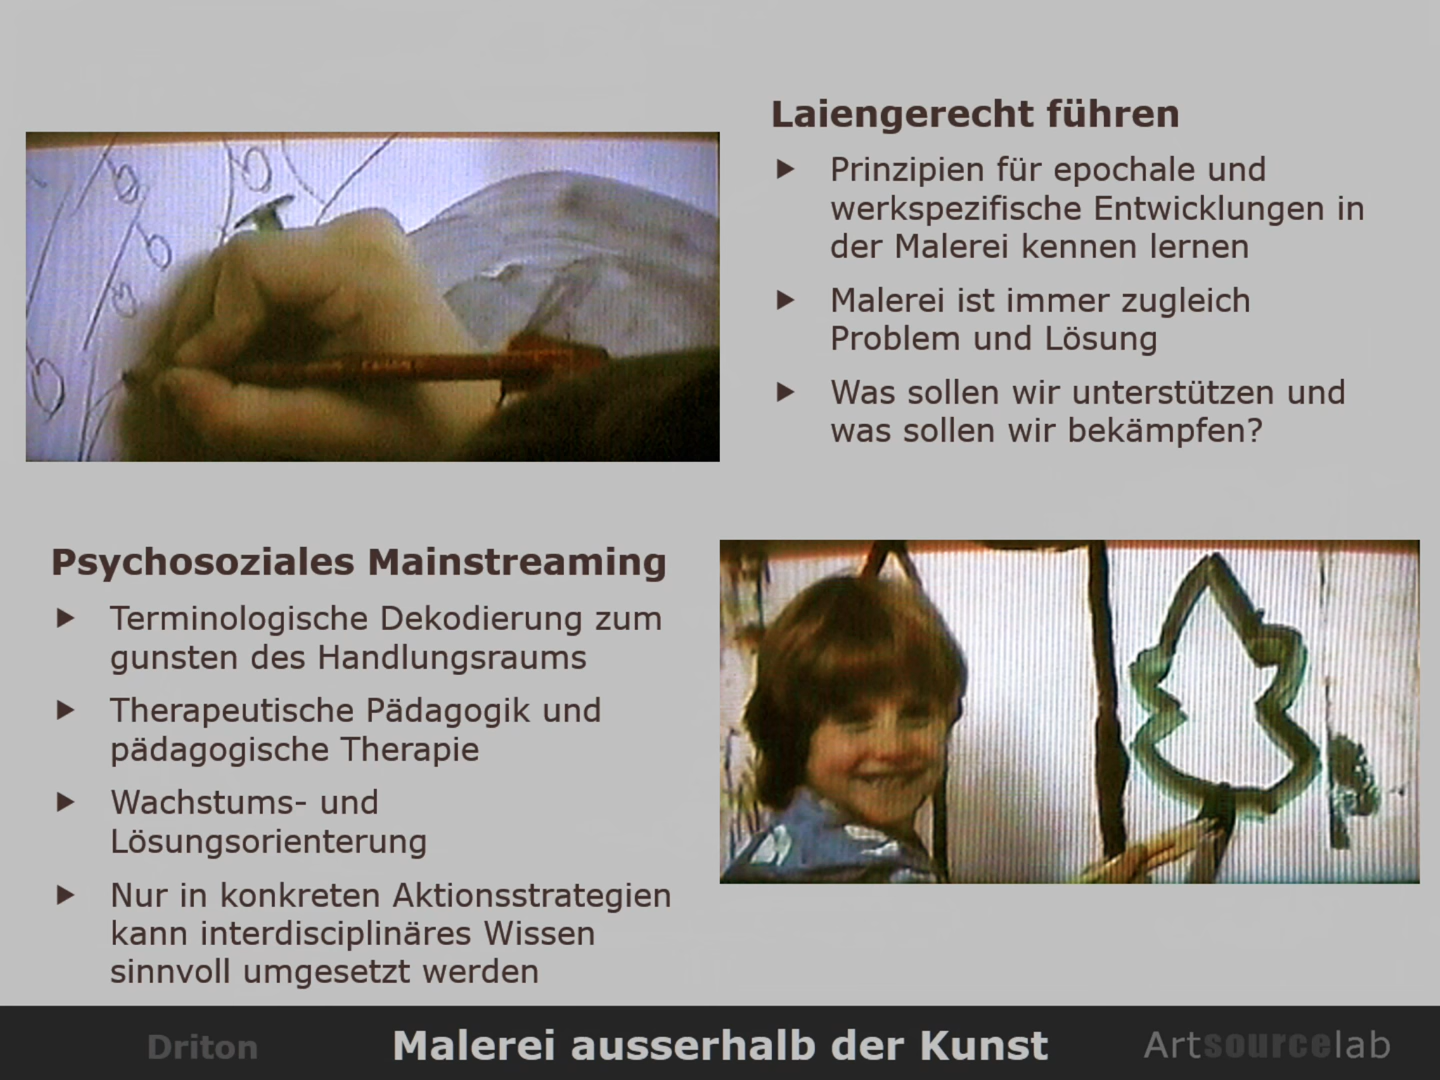 Laiengerecht führen
Prinzipien für epochale und
werkspezifische Entwicklungen in
der Malerei kennen lernen
Malerei ist immer zugleich
Problem und Lösung
Was sollen wir unterstützen und
was sollen wir bekämpfen?
Psychosoziales Mainstreaming
Terminologische Dekodierung zum
gunsten des Handlungsraums
Therapeutische Pädagogik und
pädagogische Therapie
Wachstums- und
Lösungsorienterung
Nur in konkreten Aktionsstrategien
kann interdisciplinäres Wissen
sinnvoll umgesetzt werden
Driton
Malerei ausserhalb der Kunst
Artsourcelab